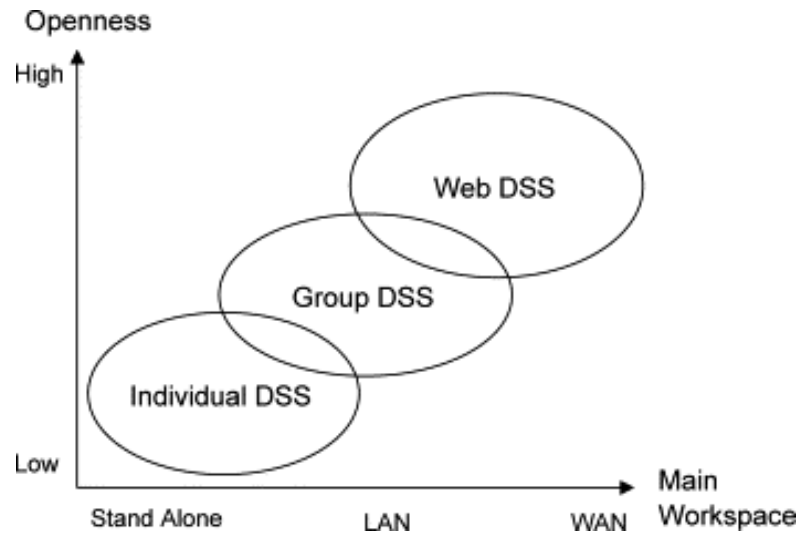 Openness
High
Web DSS
Group DSS
Individual DSS
Low
Main
Workspace
Stand Alone
LAN
WAN